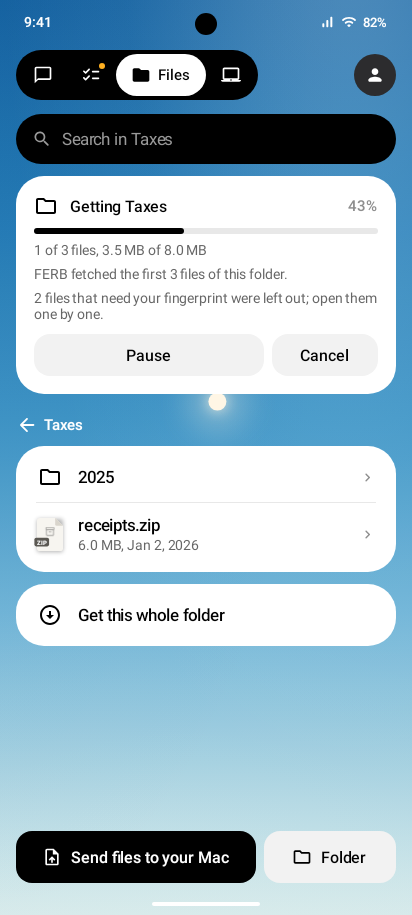 9:41
82%
Files
Search in Taxes
Getting Taxes
43%
1 of 3 files, 3.5 MB of 8.0 MB
FERB fetched the first 3 files of this folder.
2 files that need your fingerprint were left out; open them
one by one.
Pause
Cancel
Taxes
2025
receipts.zip
ZIP
6.0 MB, Jan 2, 2026
Get this whole folder
Send files to your Mac
Folder